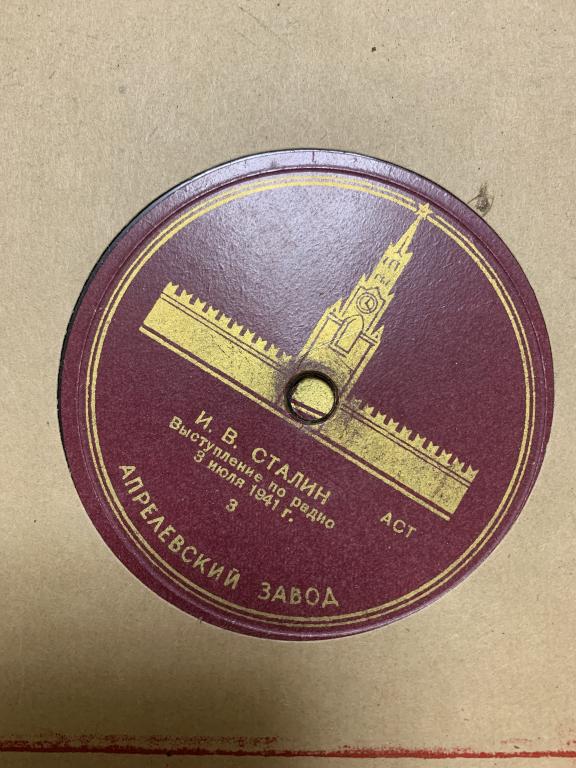 И. В. СТАЛИН
Выступление по радио
3 июля 1941 г.
3
АСТ
АПРЕЛЕВСКИЙ ЗАВОД